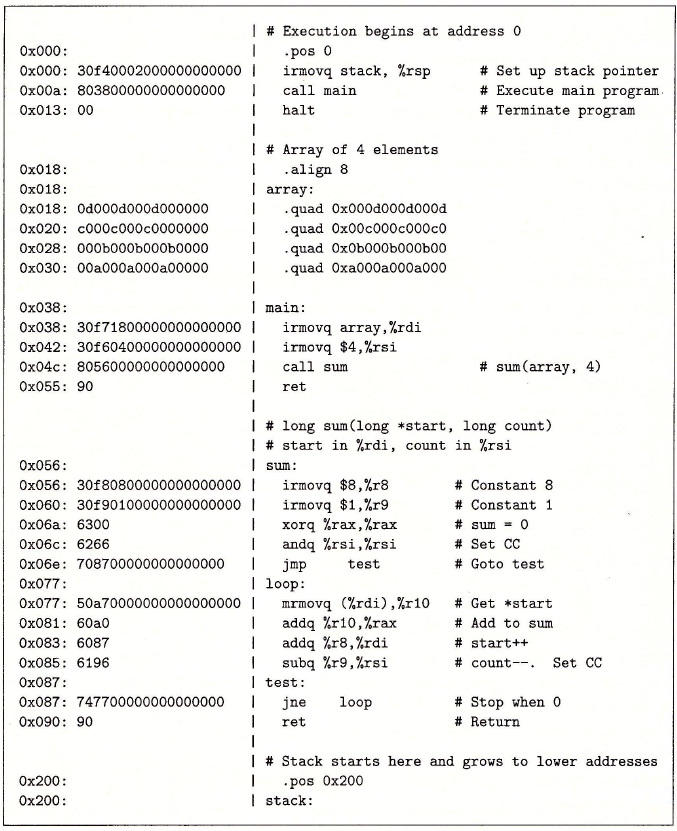 | # Execution begins at address 0
0x000:                        |   .pos 0
0x000: 30f40002000000000000 |   irmovq stack, %rsp      # Set up stack pointer
0x00a: 803800000000000000   |   call main               # Execute main program
0x013: 00                   |   halt                    # Terminate program
                            |
                            | # Array of 4 elements
0x018:                      |   .align 8
0x018:                      | array:
0x018: 0d000d000d000000     |   .quad 0x000d000d000d
0x020: c000c000c0000000     |   .quad 0x00c000c000c0
0x028: 000b000b000b0000     |   .quad 0x0b000b000b00
0x030: 00a000a000a00000     |   .quad 0xa000a000a000
                            |
0x038:                      | main:
0x038: 30f71800000000000000 |   irmovq array,%rdi
0x042: 30f60400000000000000 |   irmovq $4,%rsi
0x04c: 805600000000000000   |   call sum                # sum(array, 4)
0x055: 90                   |   ret
                            |
                            | # long sum(long *start, long count)
                            | # start in %rdi, count in %rsi
0x056:                      | sum:
0x056: 30f80800000000000000 |   irmovq $8,%r8        # Constant 8
0x060: 30f90100000000000000 |   irmovq $1,%r9        # Constant 1
0x06a: 6300                 |   xorq %rax,%rax       # sum = 0
0x06c: 6266                 |   andq %rsi,%rsi       # Set CC
0x06e: 708700000000000000   |   jmp     test         # Goto test
0x077:                      | loop:
0x077: 50a70000000000000000 |   mrmovq (%rdi),%r10   # Get *start
0x081: 60a0                 |   addq %r10,%rax       # Add to sum
0x083: 6087                 |   addq %r8,%rdi        # start++
0x085: 6196                 |   subq %r9,%rsi        # count--.  Set CC
0x087:                      | test:
0x087: 747700000000000000   |   jne    loop          # Stop when 0
0x090: 90                   |   ret                  # Return
                            |
                            | # Stack starts here and grows to lower addresses
0x200:                      |   .pos 0x200
0x200:                      | stack: